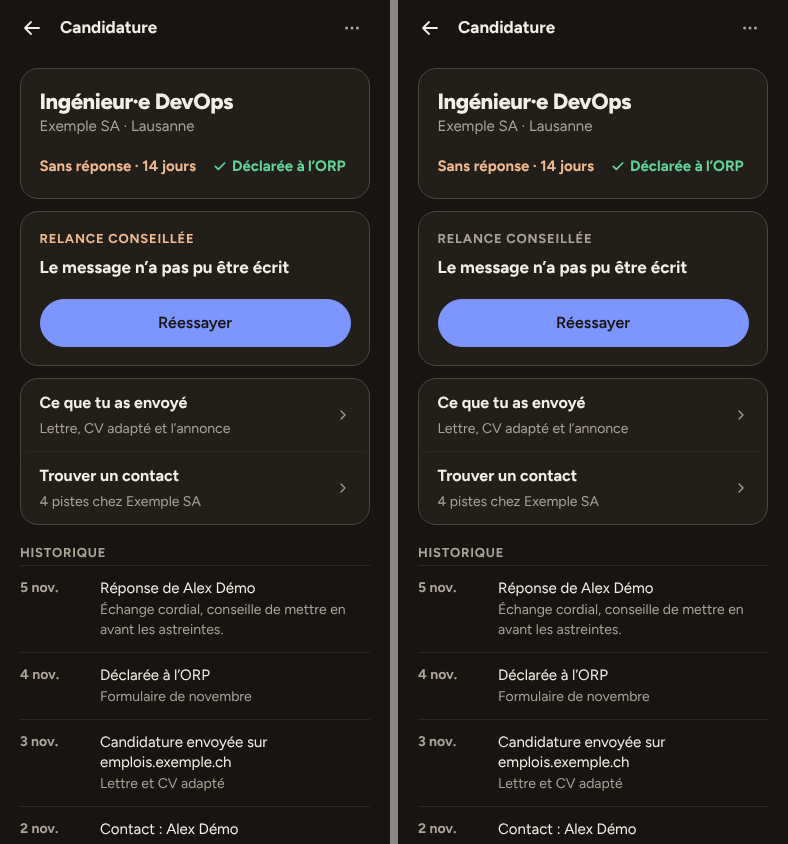 Candidature
Ingénieur·e DevOps
Exemple SA · Lausanne
Sans réponse · 14 jours
Déclarée à l’ORP
RELANCE CONSEILLÉE
Le message n’a pas pu être écrit
Réessayer
Ce que tu as envoyé
Lettre, CV adapté et l’annonce
Trouver un contact
4 pistes chez Exemple SA
HISTORIQUE
5 nov.
Réponse de Alex Démo
Échange cordial, conseille de mettre en
avant les astreintes.
4 nov.
Déclarée à l’ORP
Formulaire de novembre
3 nov.
Candidature envoyée sur
emplois.exemple.ch
Lettre et CV adapté
2 nov.
Contact : Alex Démo
Candidature
Ingénieur·e DevOps
Exemple SA · Lausanne
Sans réponse · 14 jours
Déclarée à l’ORP
RELANCE CONSEILLÉE
Le message n’a pas pu être écrit
Réessayer
Ce que tu as envoyé
Lettre, CV adapté et l’annonce
Trouver un contact
4 pistes chez Exemple SA
HISTORIQUE
5 nov.
Réponse de Alex Démo
Échange cordial, conseille de mettre en
avant les astreintes.
4 nov.
Déclarée à l’ORP
Formulaire de novembre
3 nov.
Candidature envoyée sur
emplois.exemple.ch
Lettre et CV adapté
2 nov.
Contact : Alex Démo